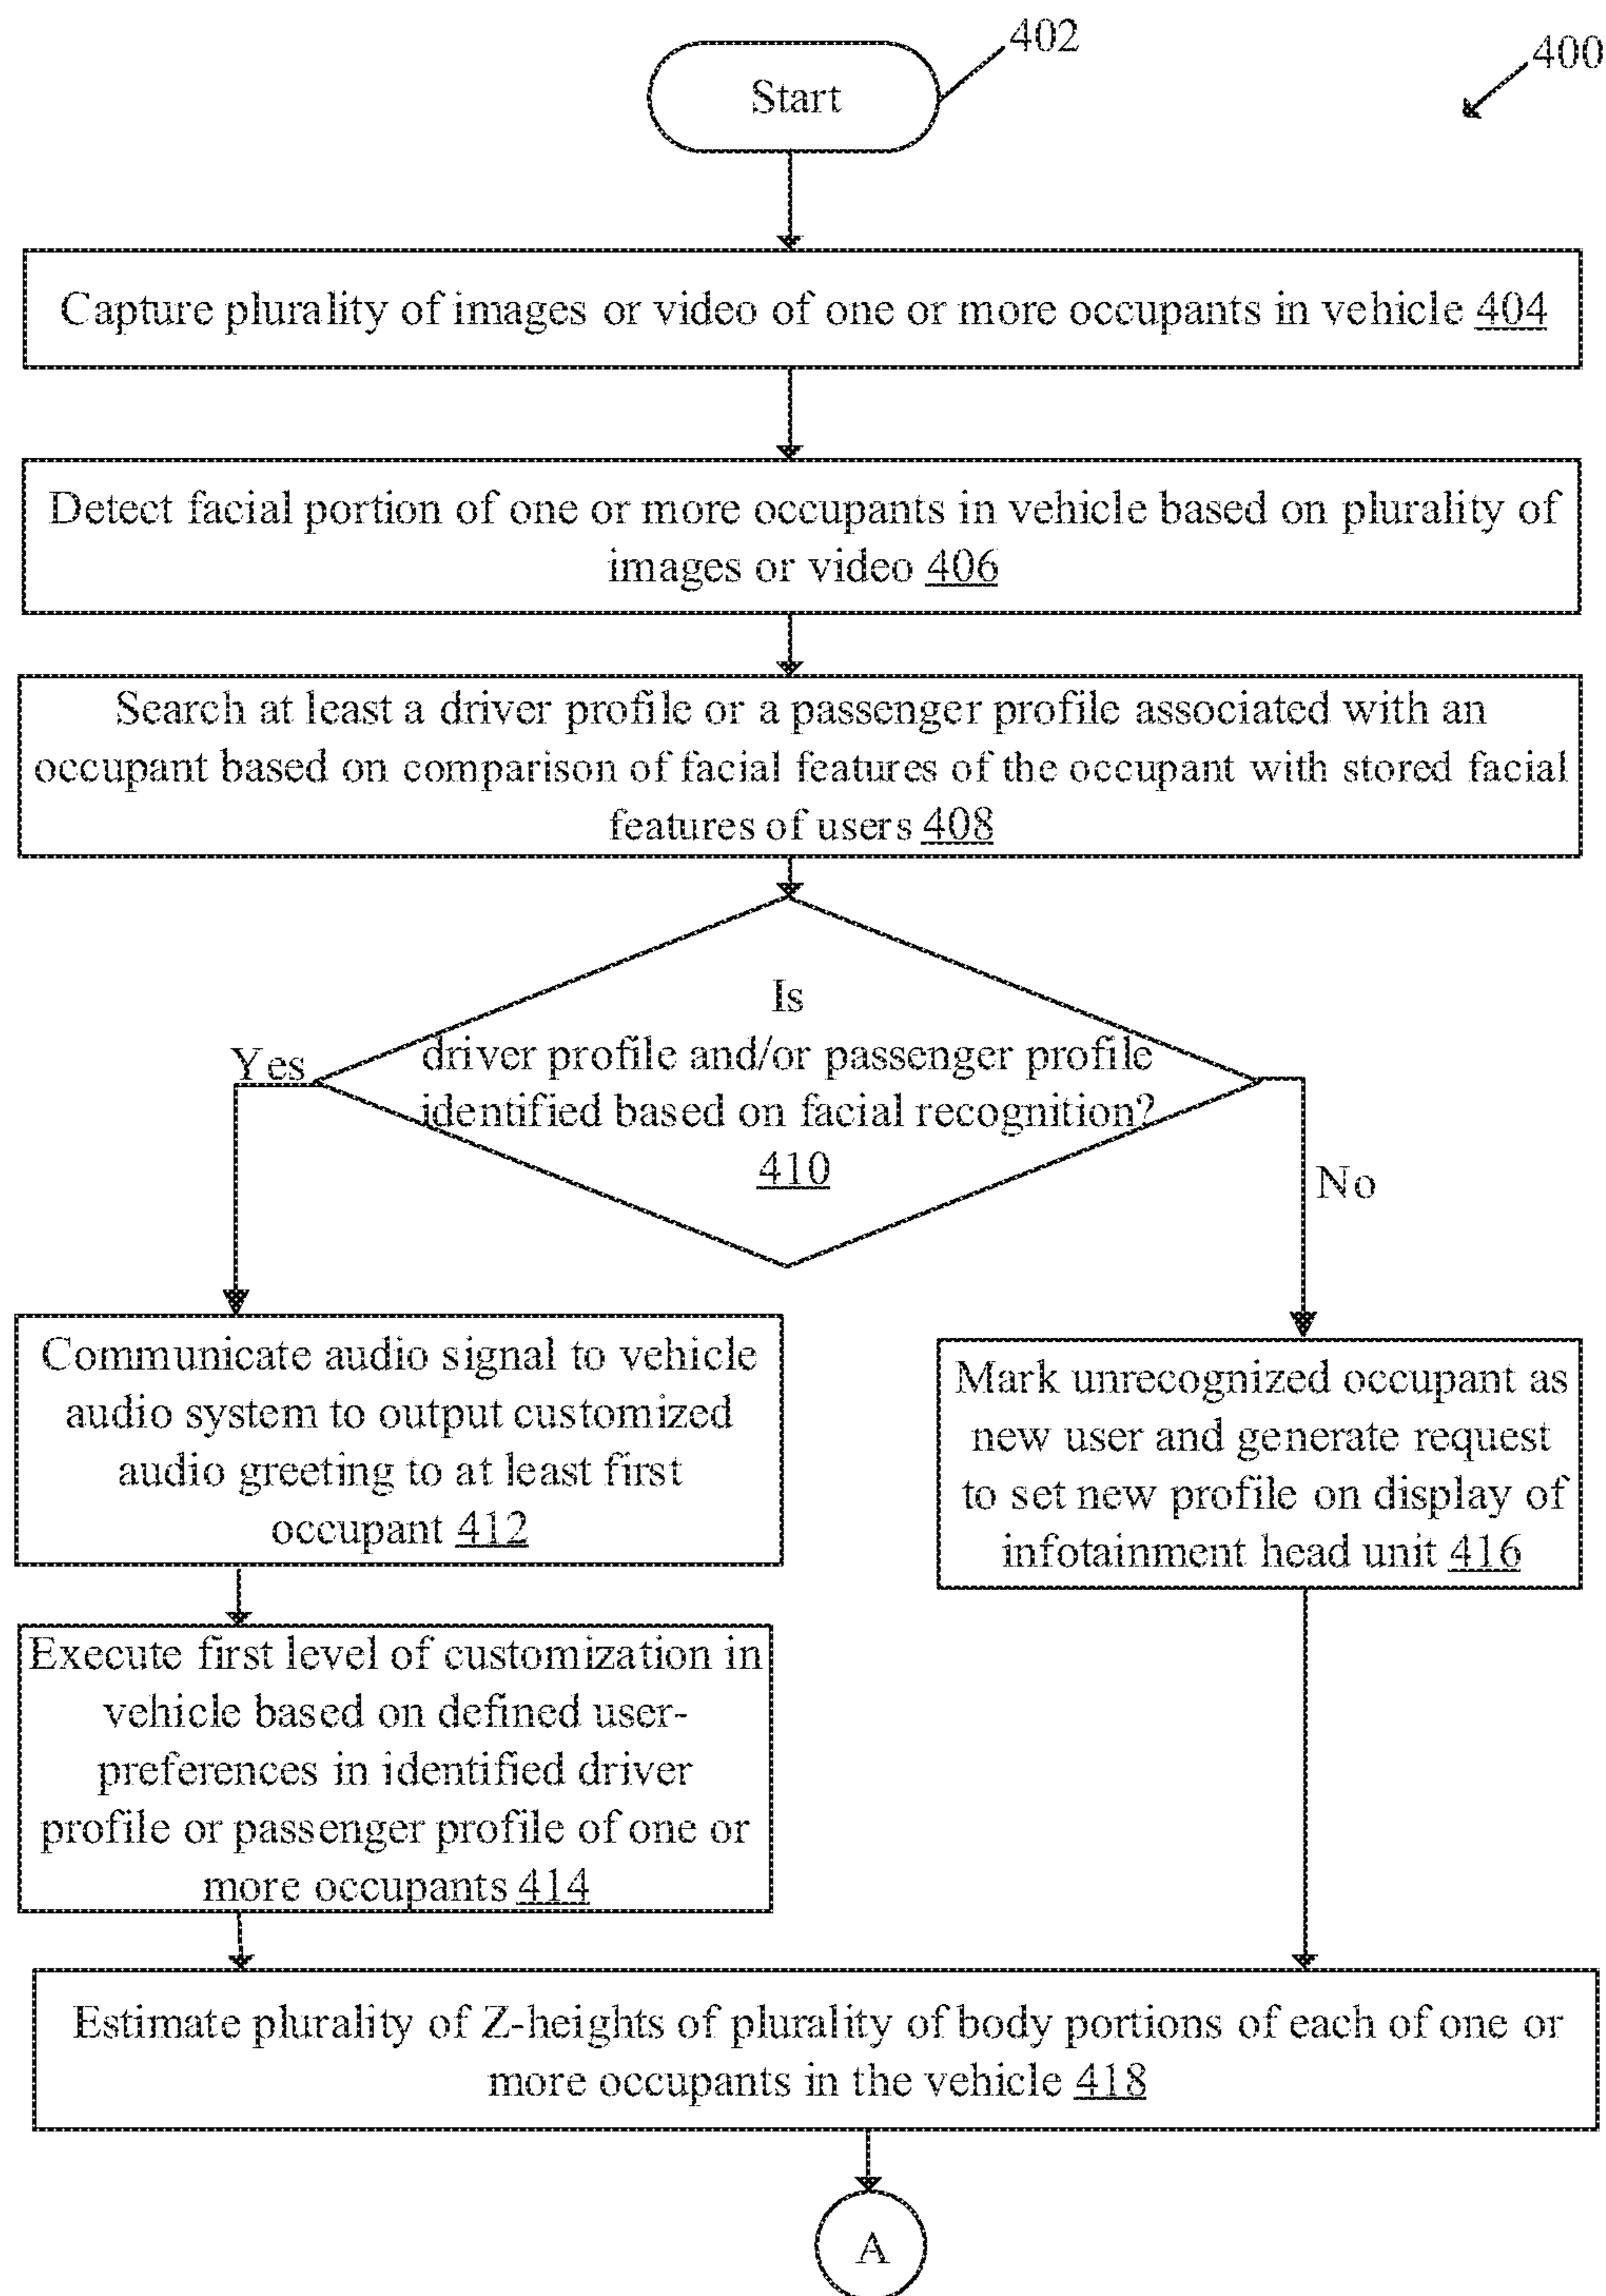 402
400
Start
Capture plurality of images or video of one or more occupants in vehicle 404
Detect facial portion of one or more occupants in vehicle based on plurality of
images or video 406
Search at least a driver profile or a passenger profile associated with an
occupant based on comparison of facial features of the occupant with stored facial
features of users 408
Is
driver profile and/or passenger profile
identified based on facial recognition?
410
Yes
No
Communicate audio signal to vehicle
audio system to output customized
audio greeting to at least first
occupant 412
Mark unrecognized occupant as
new user and generate request
to set new profile on display of
infotainment head unit 416
Execute first level of customization in
vehicle based on defined user-
preferences in identified driver
profile or passenger profile of one or
more occupants 414
Estimate plurality of Z-heights of plurality of body portions of each of one or
more occupants in the vehicle 418
A